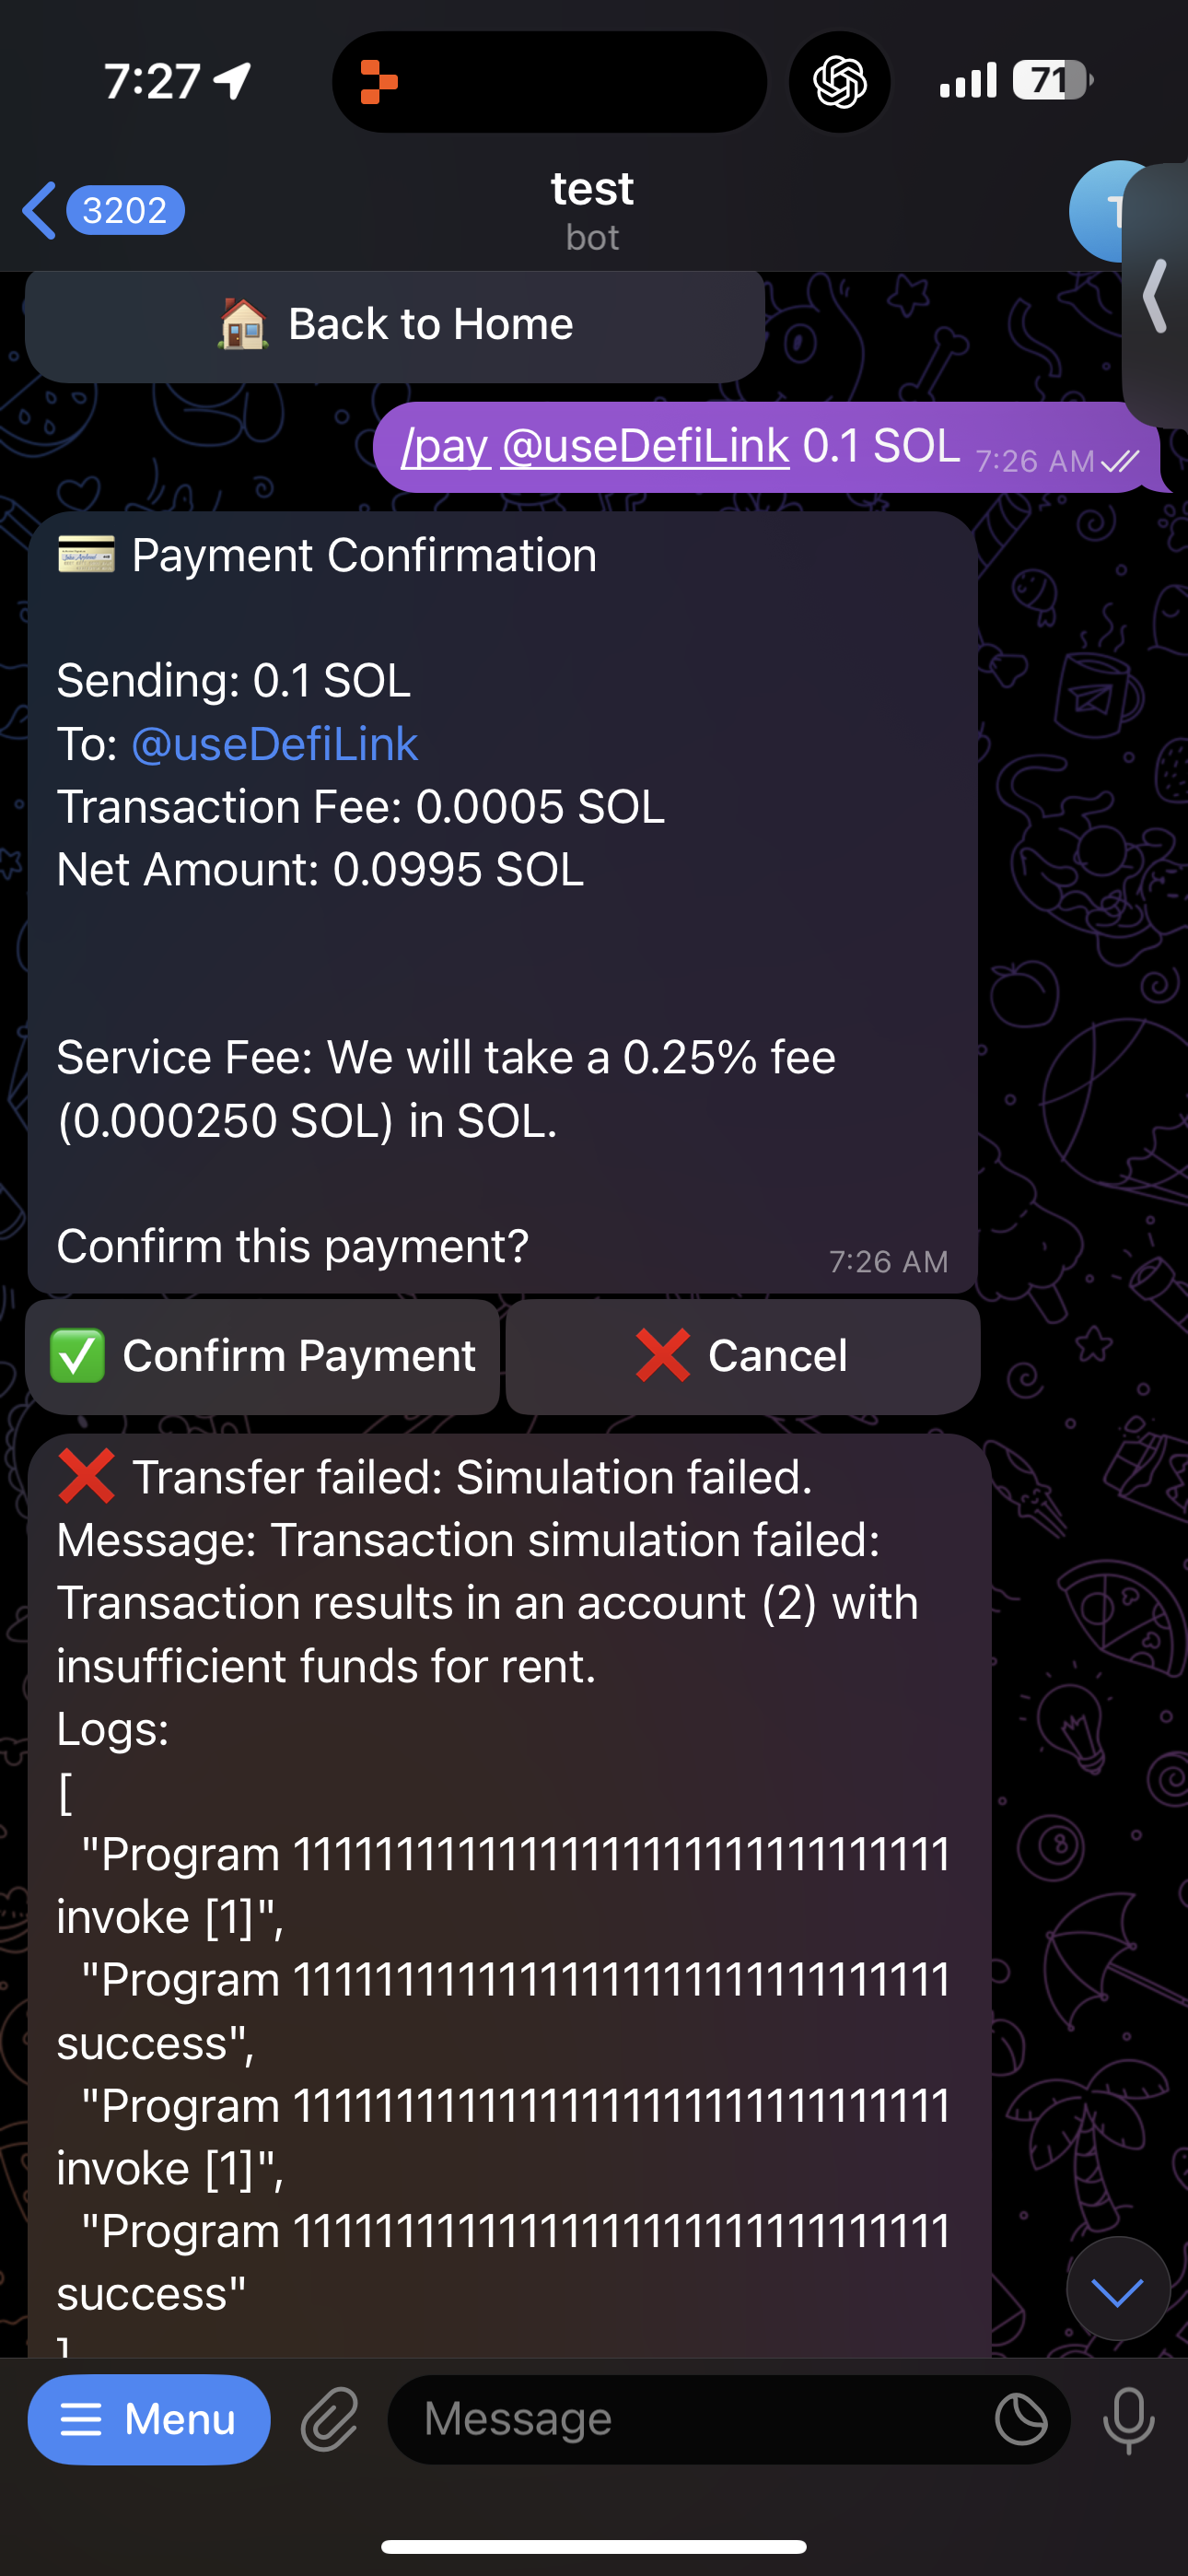 7:27
71
3202
test
bot
🏠 Back to Home
/pay @useDefiLink 0.1 SOL 7:26 AM
💳 Payment Confirmation
Sending: 0.1 SOL
To: @useDefiLink
Transaction Fee: 0.0005 SOL
Net Amount: 0.0995 SOL
Service Fee: We will take a 0.25% fee
(0.000250 SOL) in SOL.
Confirm this payment?
7:26 AM
✅ Confirm Payment
❌ Cancel
❌ Transfer failed: Simulation failed.
Message: Transaction simulation failed:
Transaction results in an account (2) with
insufficient funds for rent.
Logs:
[
"Program 11111111111111111111111111111111
invoke [1]",
"Program 11111111111111111111111111111111
success",
"Program 11111111111111111111111111111111
invoke [1]",
"Program 11111111111111111111111111111111
success"
]
Menu
Message